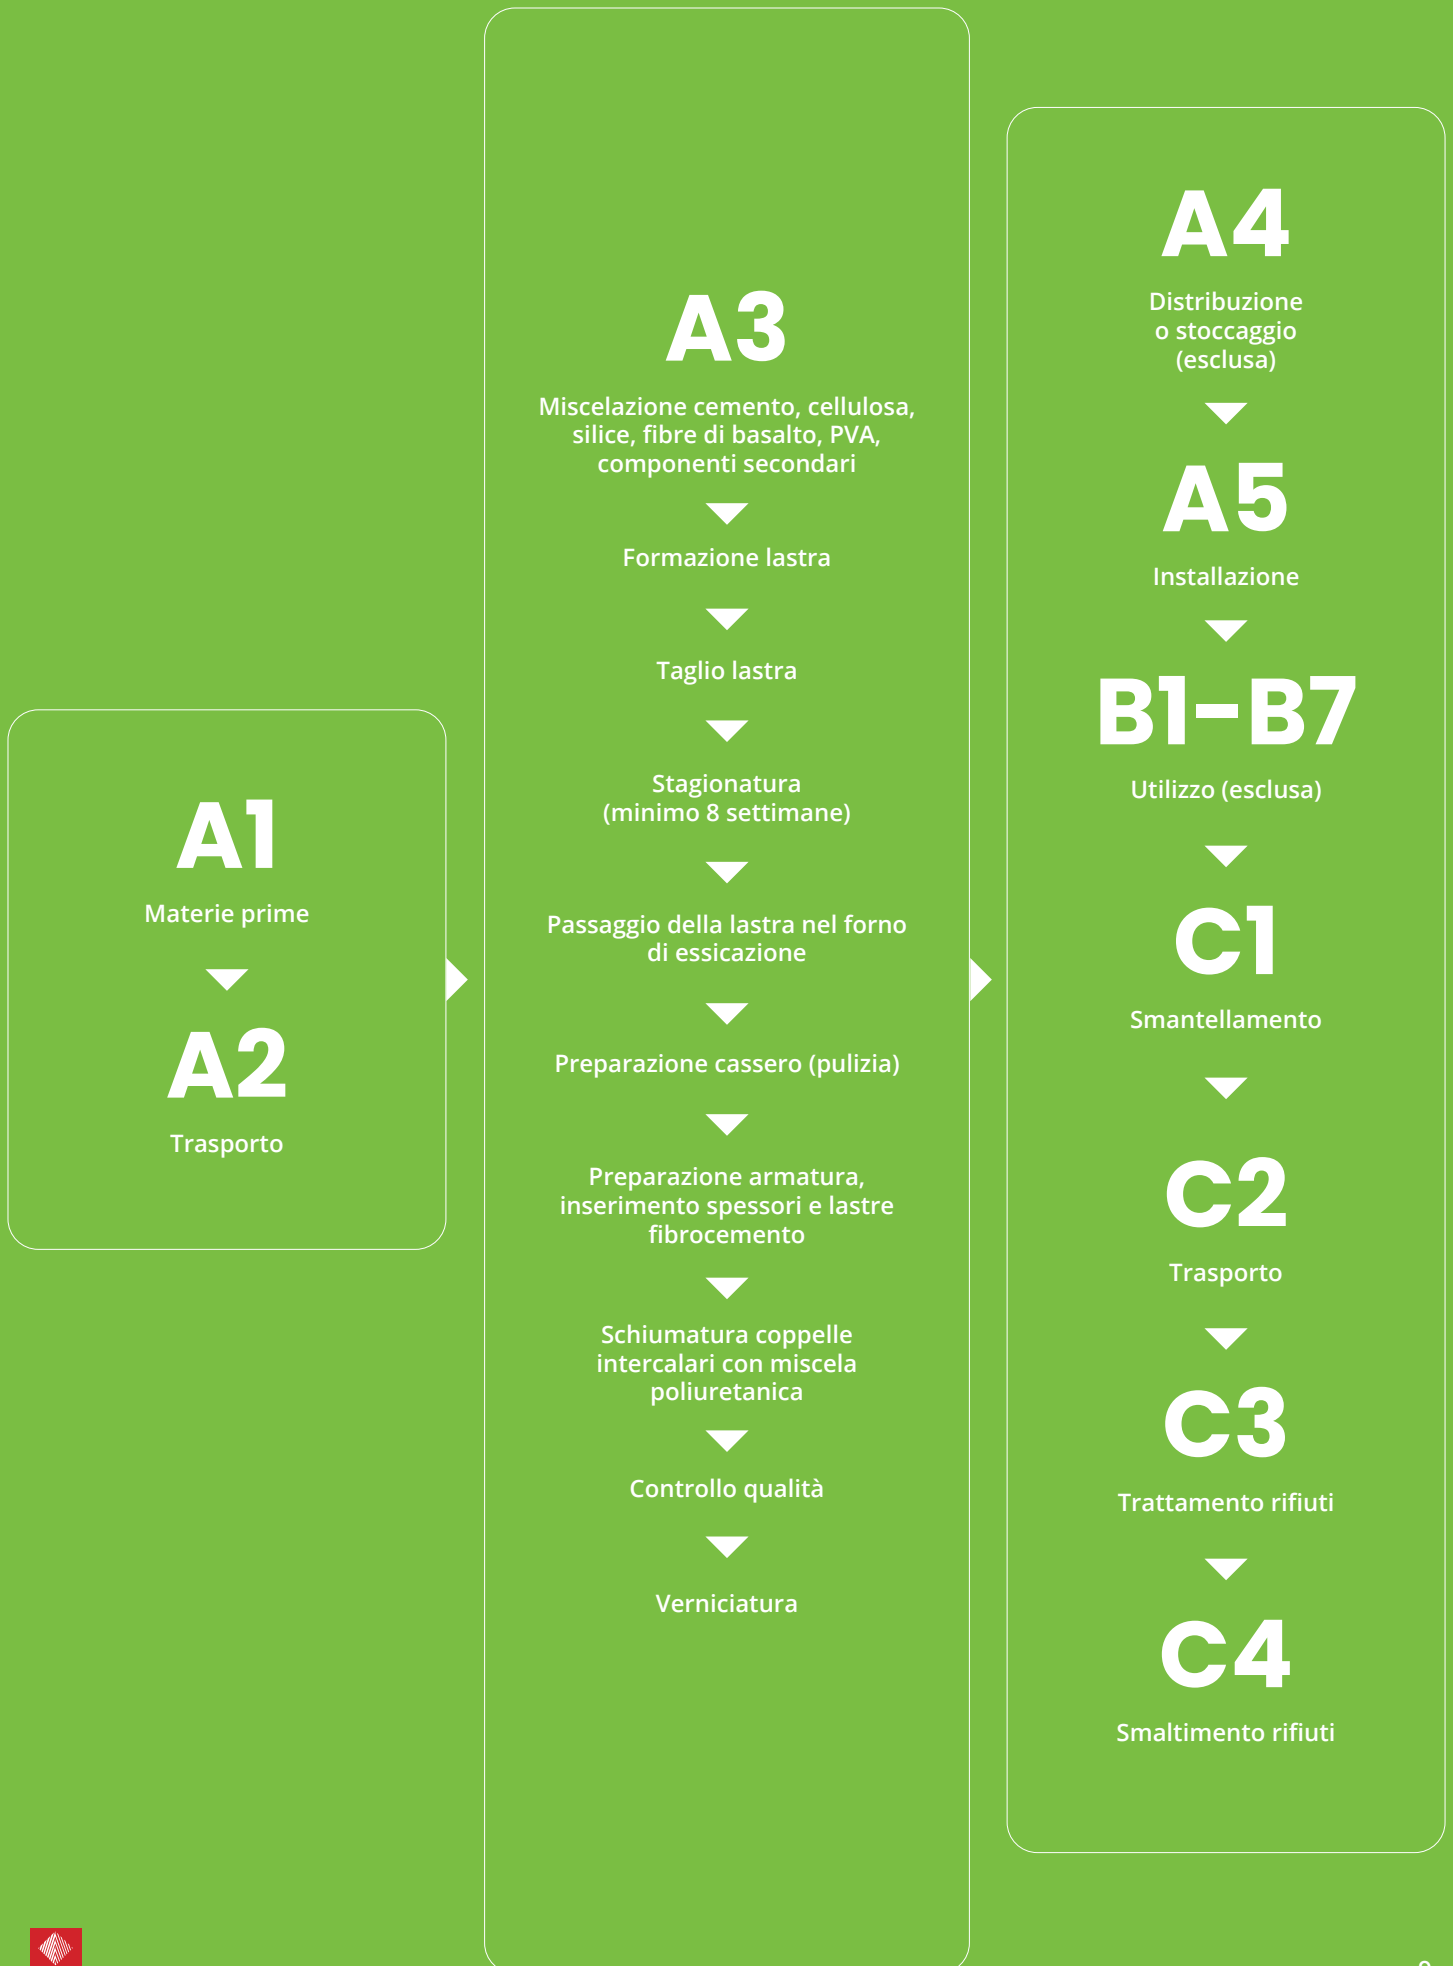 A1
Materie prime
A2
Trasporto
A3
Miscelazione cemento, cellulosa,
silice, fibre di basalto, PVA,
componenti secondari
Formazione lastra
Taglio lastra
Stagionatura
(minimo 8 settimane)
Passaggio della lastra nel forno
di essicazione
Preparazione cassero (pulizia)
Preparazione armatura,
inserimento spessori e lastre
fibrocemento
Schiumatura coppelle
intercalari con miscela
poliuretanica
Controllo qualità
Verniciatura
A4
Distribuzione
o stoccaggio
(esclusa)
A5
Installazione
B1-B7
Utilizzo (esclusa)
C1
Smantellamento
C2
Trasporto
C3
Trattamento rifiuti
C4
Smaltimento rifiuti